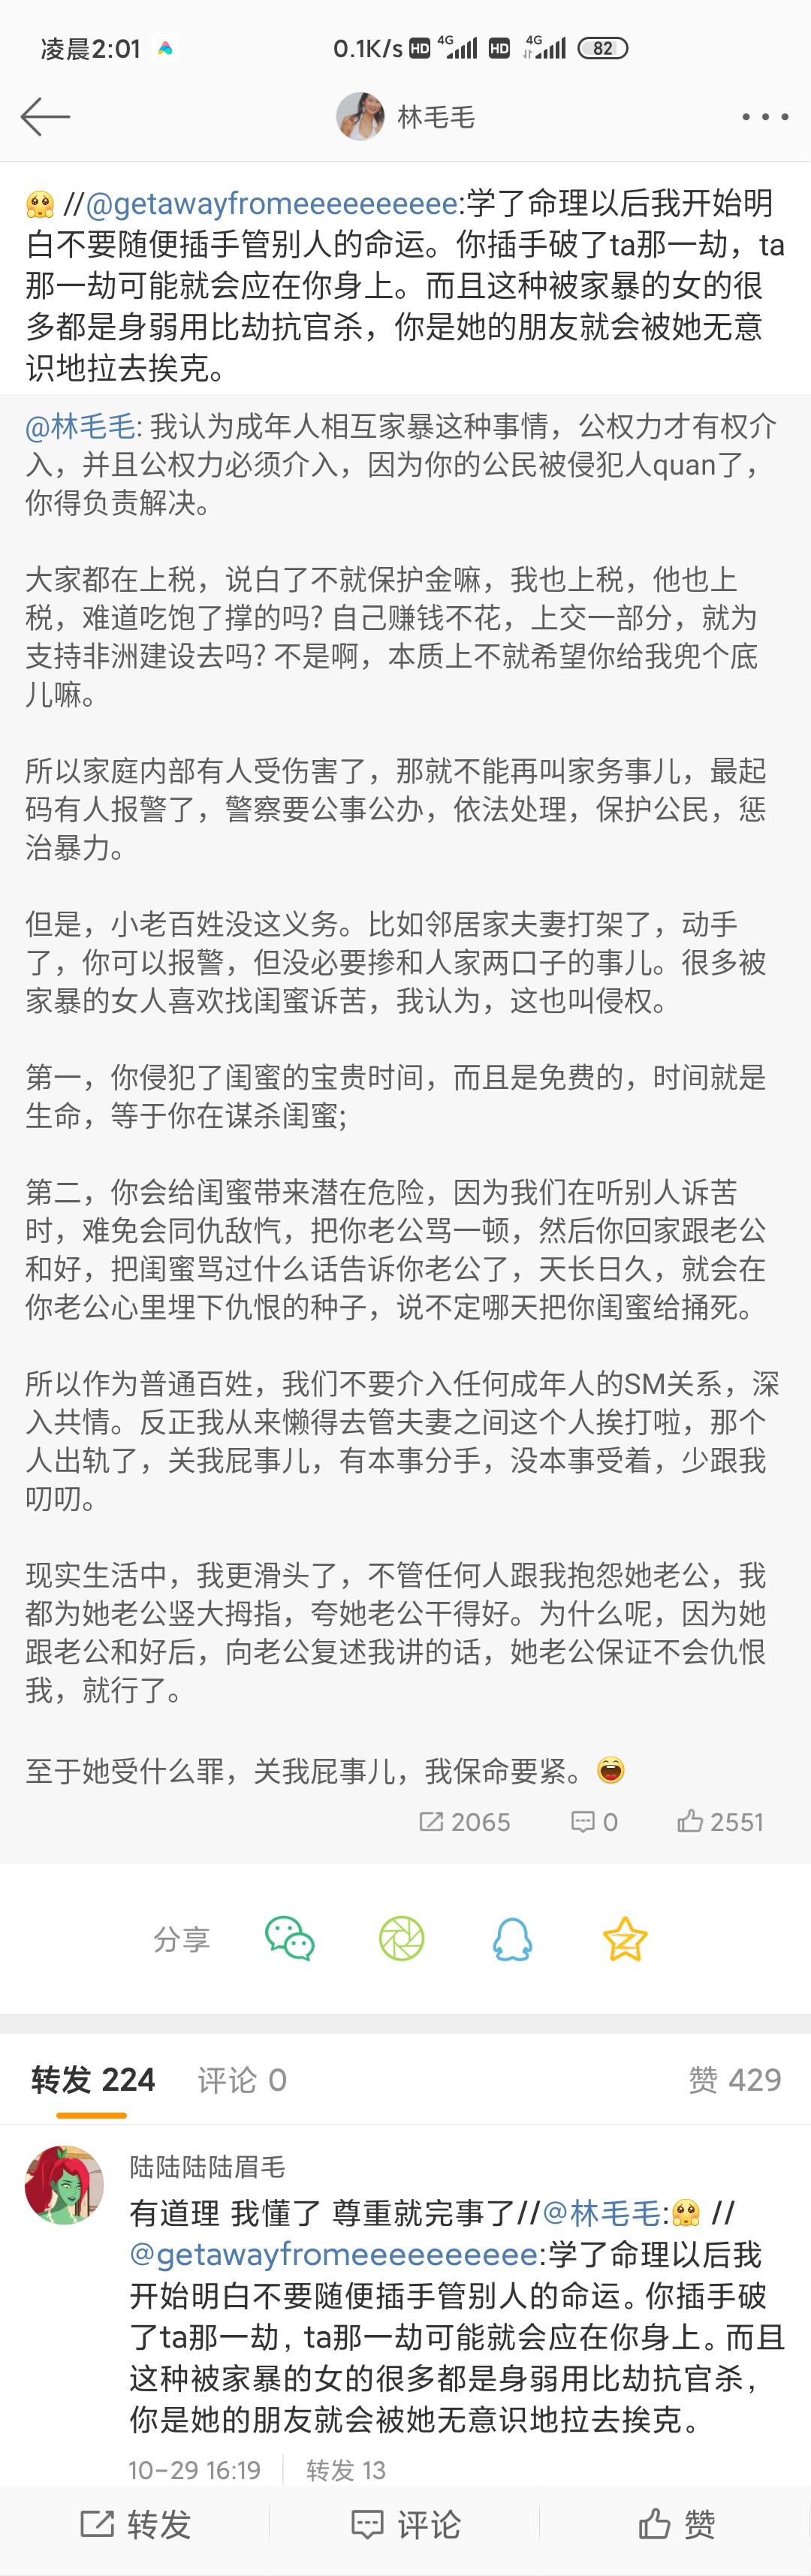 凌晨2:01
0.1K/s HD 4G HD 4G 82
林毛毛
//@getawayfromeeeeeeeeee:学了命理以后我开始明
白不要随便插手管别人的命运。你插手破了ta那一劫，ta
那一劫可能就会应在你身上。而且这种被家暴的女的很
多都是身弱用比劫抗官杀，你是她的朋友就会被她无意
识地拉去挨克。
@林毛毛: 我认为成年人相互家暴这种事情，公权力才有权介
入，并且公权力必须介入，因为你的公民被侵犯人quan了，
你得负责解决。
大家都在上税，说白了不就保护金嘛，我也上税，他也上
税，难道吃饱了撑的吗? 自己赚钱不花，上交一部分，就为
支持非洲建设去吗? 不是啊，本质上不就希望你给我兜个底
儿嘛。
所以家庭内部有人受伤害了，那就不能再叫家务事儿，最起
码有人报警了，警察要公事公办，依法处理，保护公民，惩
治暴力。
但是，小老百姓没这义务。比如邻居家夫妻打架了，动手
了，你可以报警，但没必要掺和人家两口子的事儿。很多被
家暴的女人喜欢找闺蜜诉苦，我认为，这也叫侵权。
第一，你侵犯了闺蜜的宝贵时间，而且是免费的，时间就是
生命，等于你在谋杀闺蜜;
第二，你会给闺蜜带来潜在危险，因为我们在听别人诉苦
时，难免会同仇敌忾，把你老公骂一顿，然后你回家跟老公
和好，把闺蜜骂过什么话告诉你老公了，天长日久，就会在
你老公心里埋下仇恨的种子，说不定哪天把你闺蜜给捅死。
所以作为普通百姓，我们不要介入任何成年人的SM关系，深
入共情。反正我从来懒得去管夫妻之间这个人挨打啦，那个
人出轨了，关我屁事儿，有本事分手，没本事受着，少跟我
叨叨。
现实生活中，我更滑头了，不管任何人跟我抱怨她老公，我
都为她老公竖大拇指，夸她老公干得好。为什么呢，因为她
跟老公和好后，向老公复述我讲的话，她老公保证不会仇恨
我，就行了。
至于她受什么罪，关我屁事儿，我保命要紧。
2065 0 2551
分享
转发 224 评论 0 赞 429
陆陆陆陆眉毛
有道理 我懂了 尊重就完事了//@林毛毛: //
@getawayfromeeeeeeeeee:学了命理以后我
开始明白不要随便插手管别人的命运。你插手破
了ta那一劫，ta那一劫可能就会应在你身上。而且
这种被家暴的女的很多都是身弱用比劫抗官杀，
你是她的朋友就会被她无意识地拉去挨克。
10-29 16:19 转发 13
转发 评论 赞